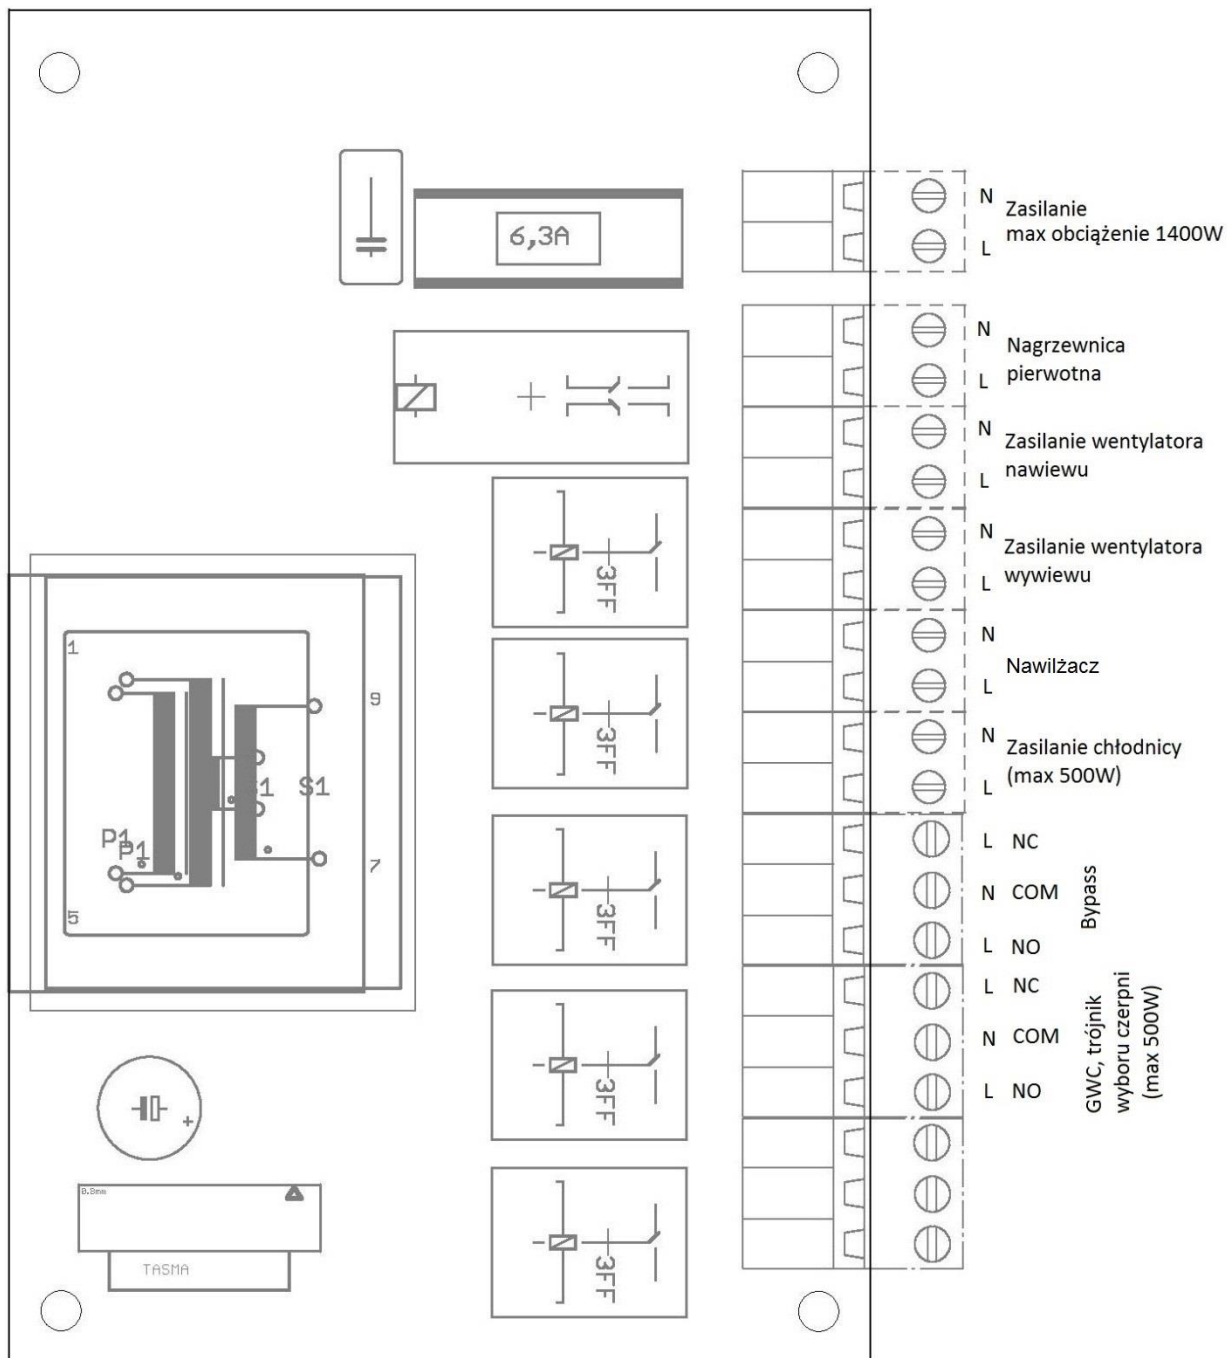 N
Zasilanie
max obciążenie 1400W
L
6,3A
N
Nagrzewnica
pierwotna
L
N
Zasilanie wentylatora
nawiewu
L
N
Zasilanie wentylatora
wywiewu
L
N
Nawilżacz
L
N
Zasilanie chłodnicy
(max 500W)
L
L NC
N COM
L NO
Bypass
L NC
N COM
L NO
GWC, trójnik
wyboru czerpni
(max 500W)
3FF
3FF
3FF
3FF
3FF
1
9
S1
P1
P1
7
5
0.8mm
TASMA